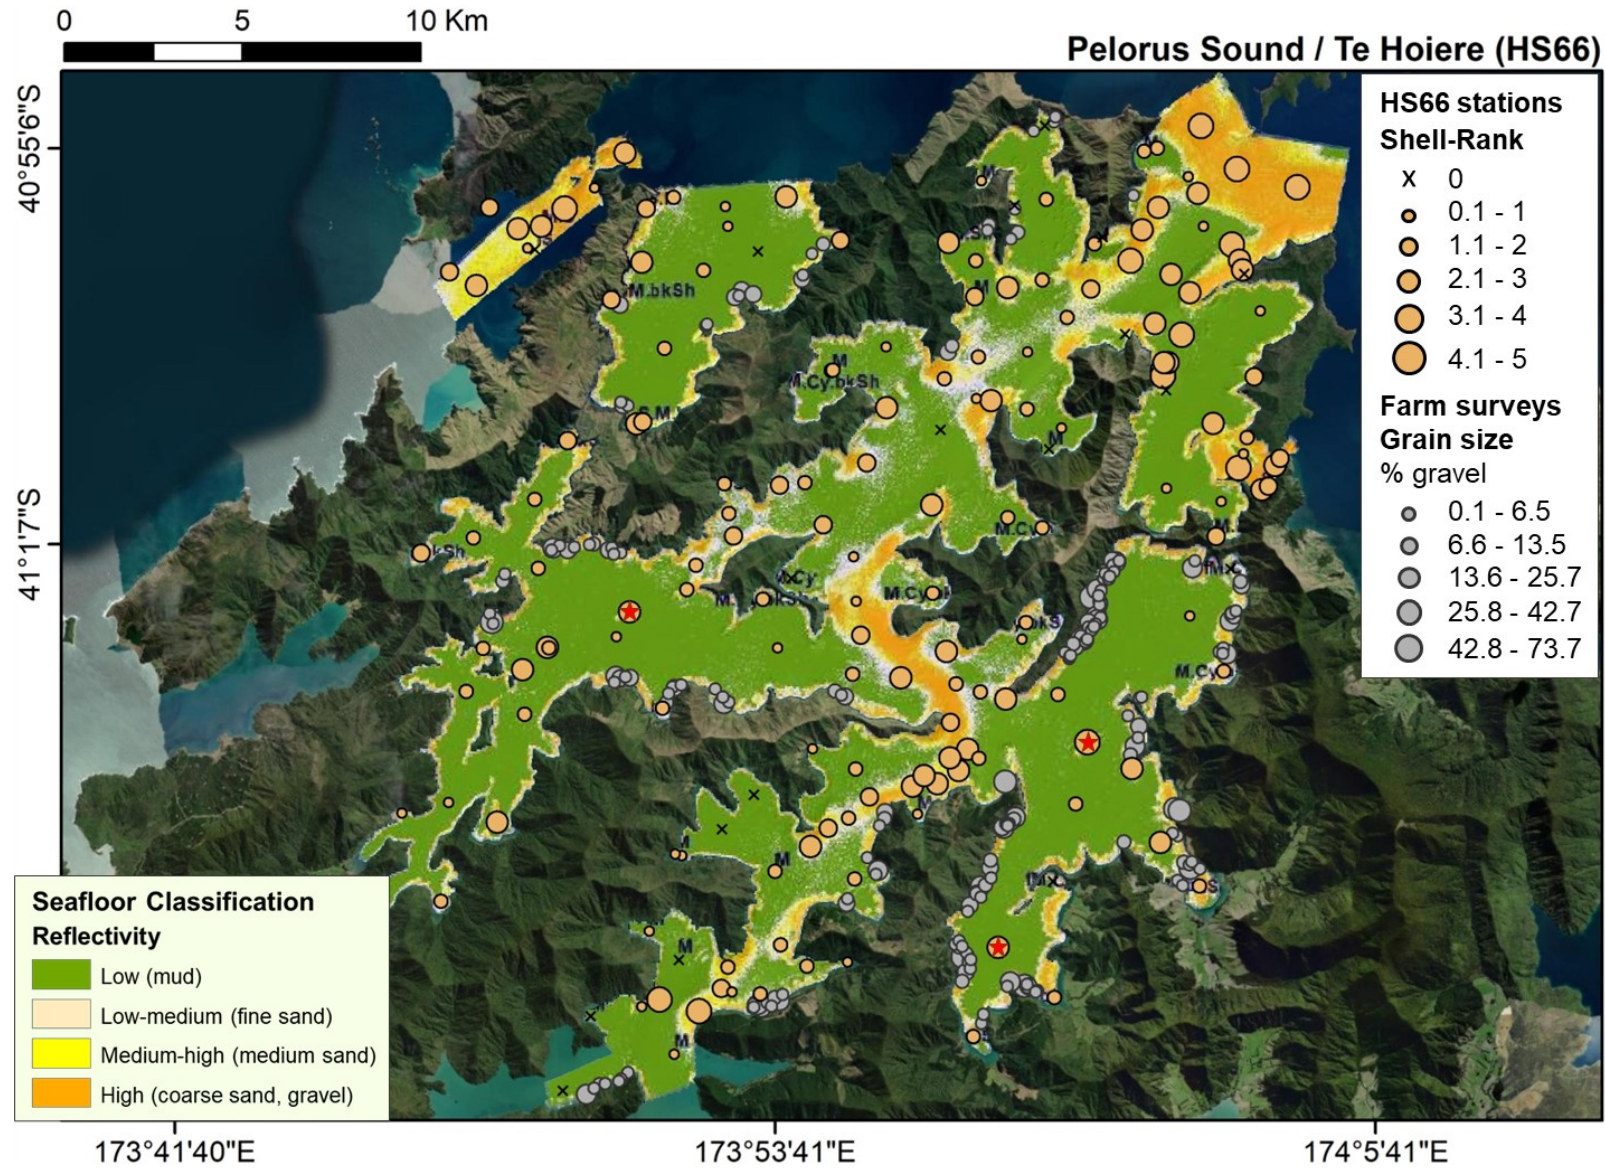 0 5 10 Km
Pelorus Sound / Te Hoiere (HS66)
40°55'6"S
41°1'7"S
HS66 stations
Shell-Rank
x 0
0.1 - 1
1.1 - 2
2.1 - 3
3.1 - 4
4.1 - 5
Farm surveys
Grain size
% gravel
0.1 - 6.5
6.6 - 13.5
13.6 - 25.7
25.8 - 42.7
42.8 - 73.7
M.bkSh
M
M.Cy.bkSh
M
M
M
M
M
M
M
Seafloor Classification
Reflectivity
Low (mud)
Low-medium (fine sand)
Medium-high (medium sand)
High (coarse sand, gravel)
173°41'40"E 173°53'41"E 174°5'41"E